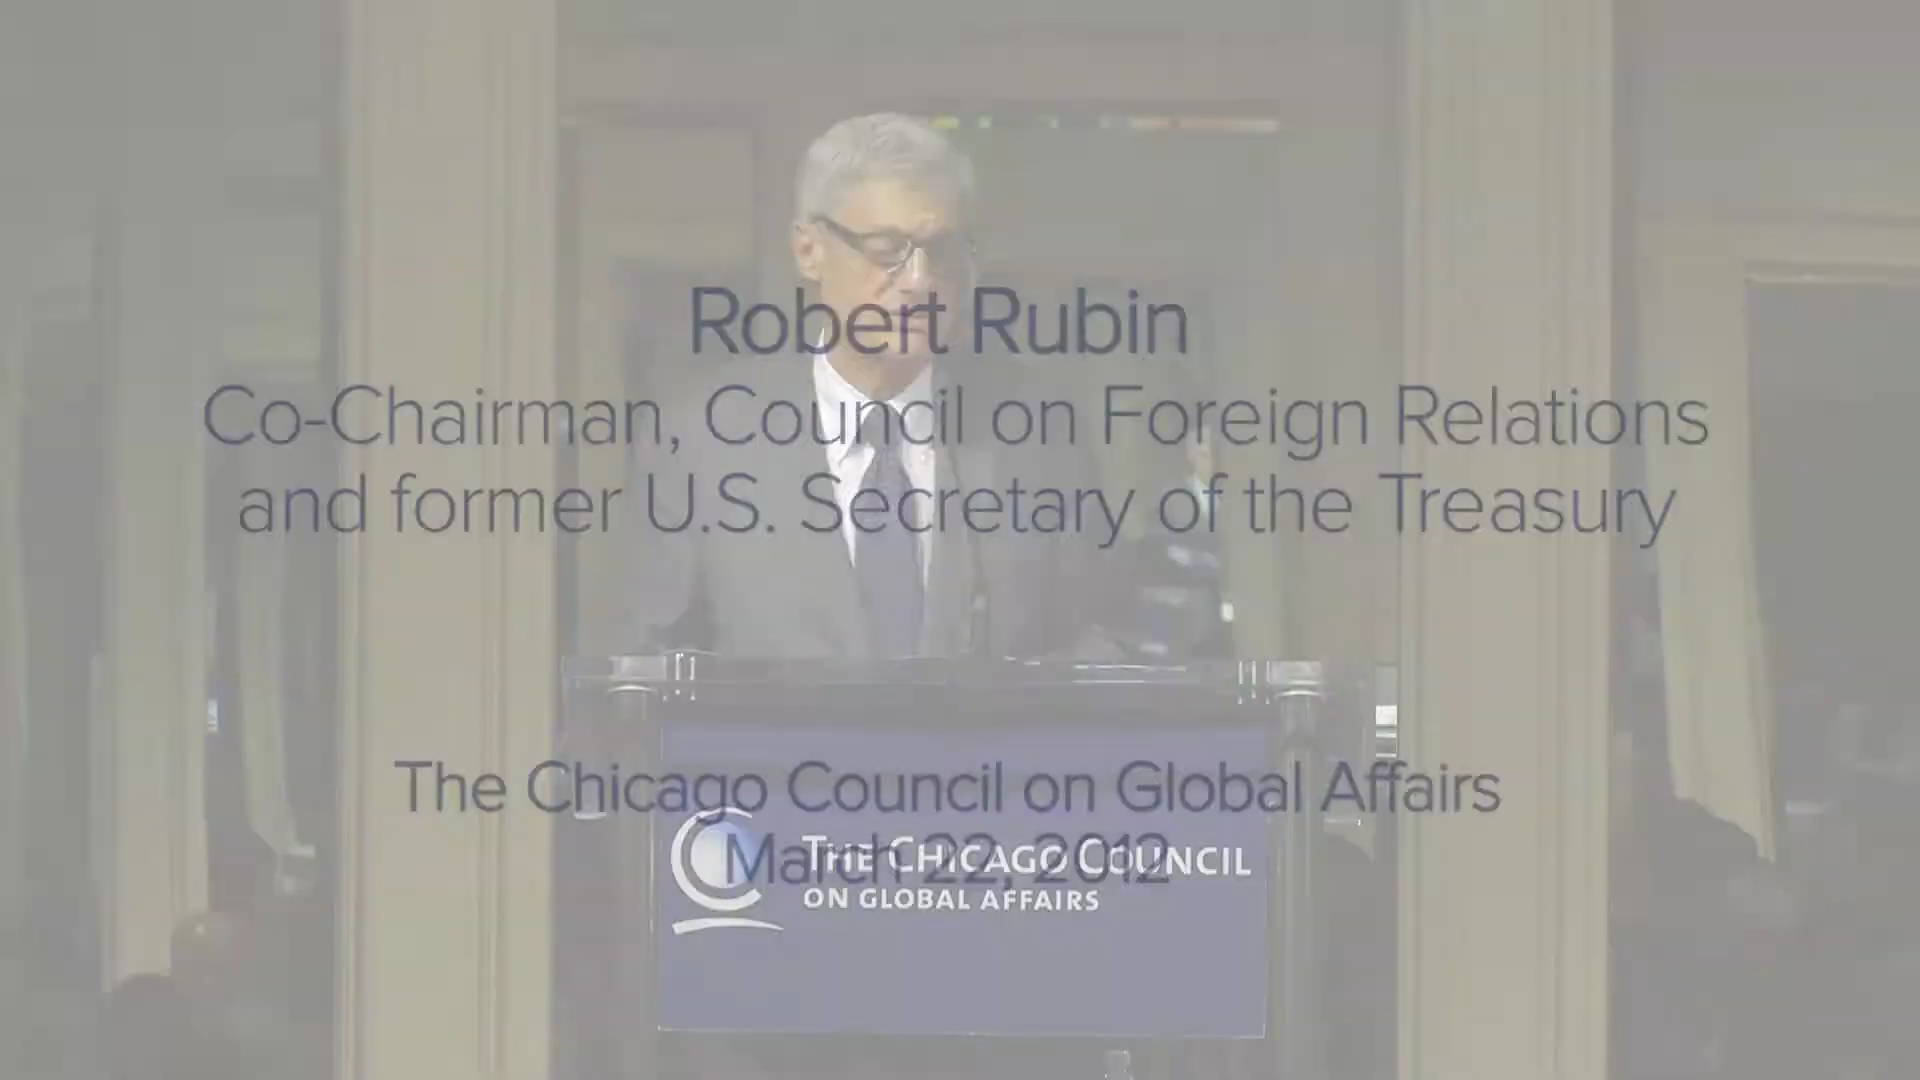 Robert Rubin
Co-Chairman, Council on Foreign Relations
and former U.S. Secretary of the Treasury
The Chicago Council on Global Affairs
March 22, 2012
THE CHICAGO COUNCIL
ON GLOBAL AFFAIRS